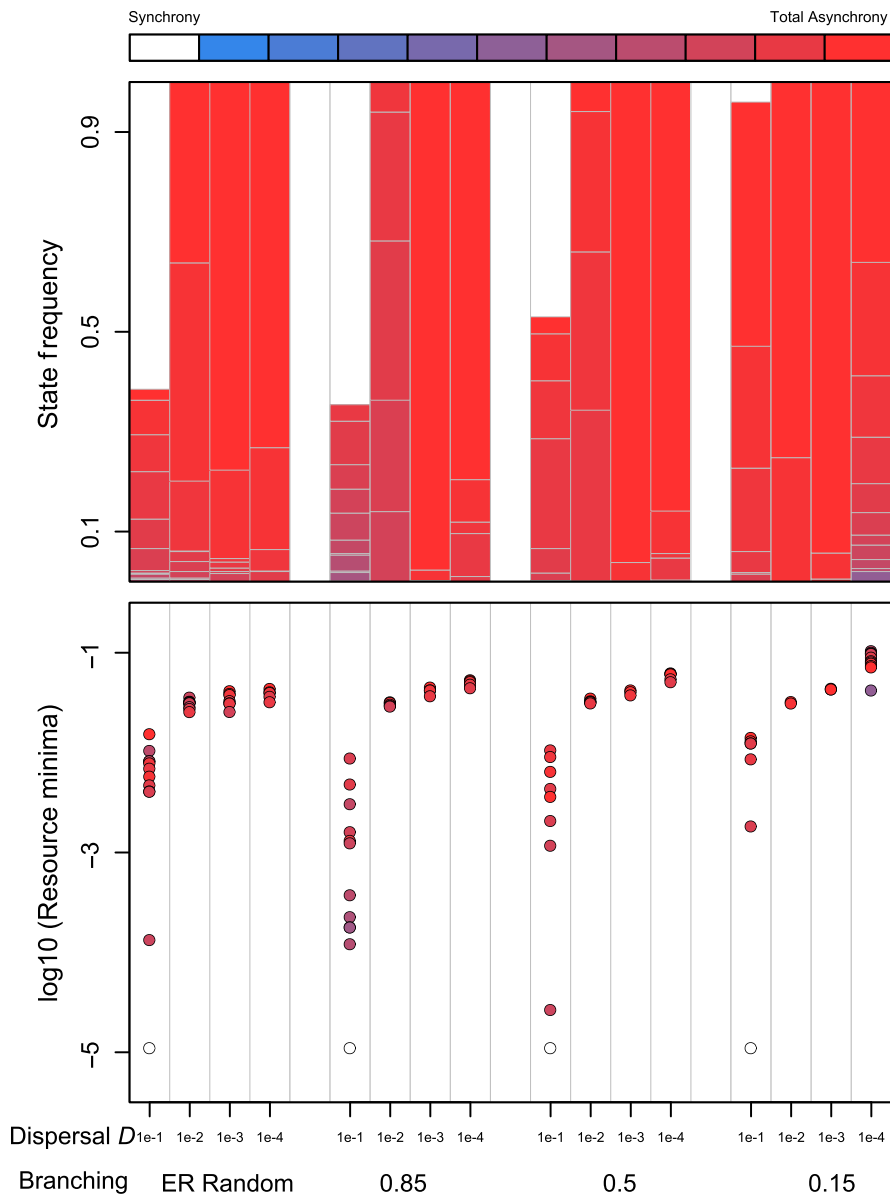 Synchrony Total Asynchrony
State frequency
0.9
0.5
0.1
log10 (Resource minima)
−1
−3
−5
Dispersal D 1e-1 1e-2 1e-3 1e-4 1e-1 1e-2 1e-3 1e-4 1e-1 1e-2 1e-3 1e-4 1e-1 1e-2 1e-3 1e-4
Branching ER Random 0.85 0.5 0.15